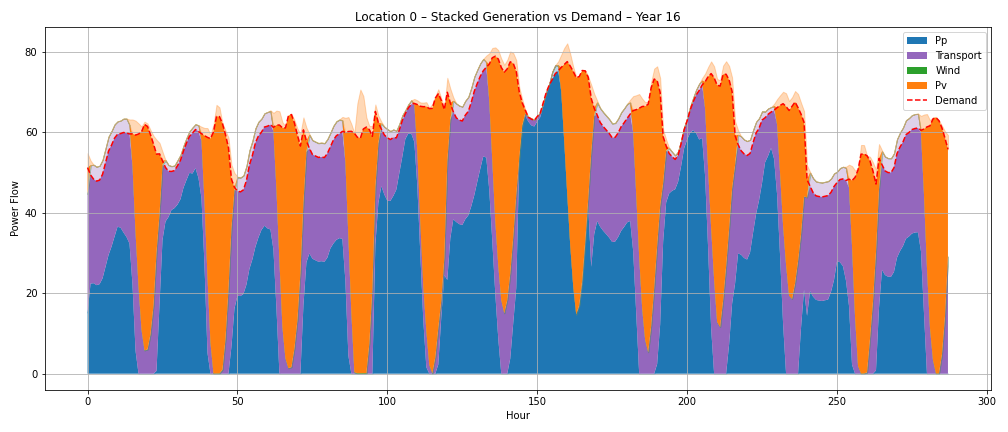 Location 0 – Stacked Generation vs Demand – Year 16
Power Flow
80
60
40
20
0
0
50
100
150
200
250
300
Hour
Pp
Transport
Wind
Pv
Demand